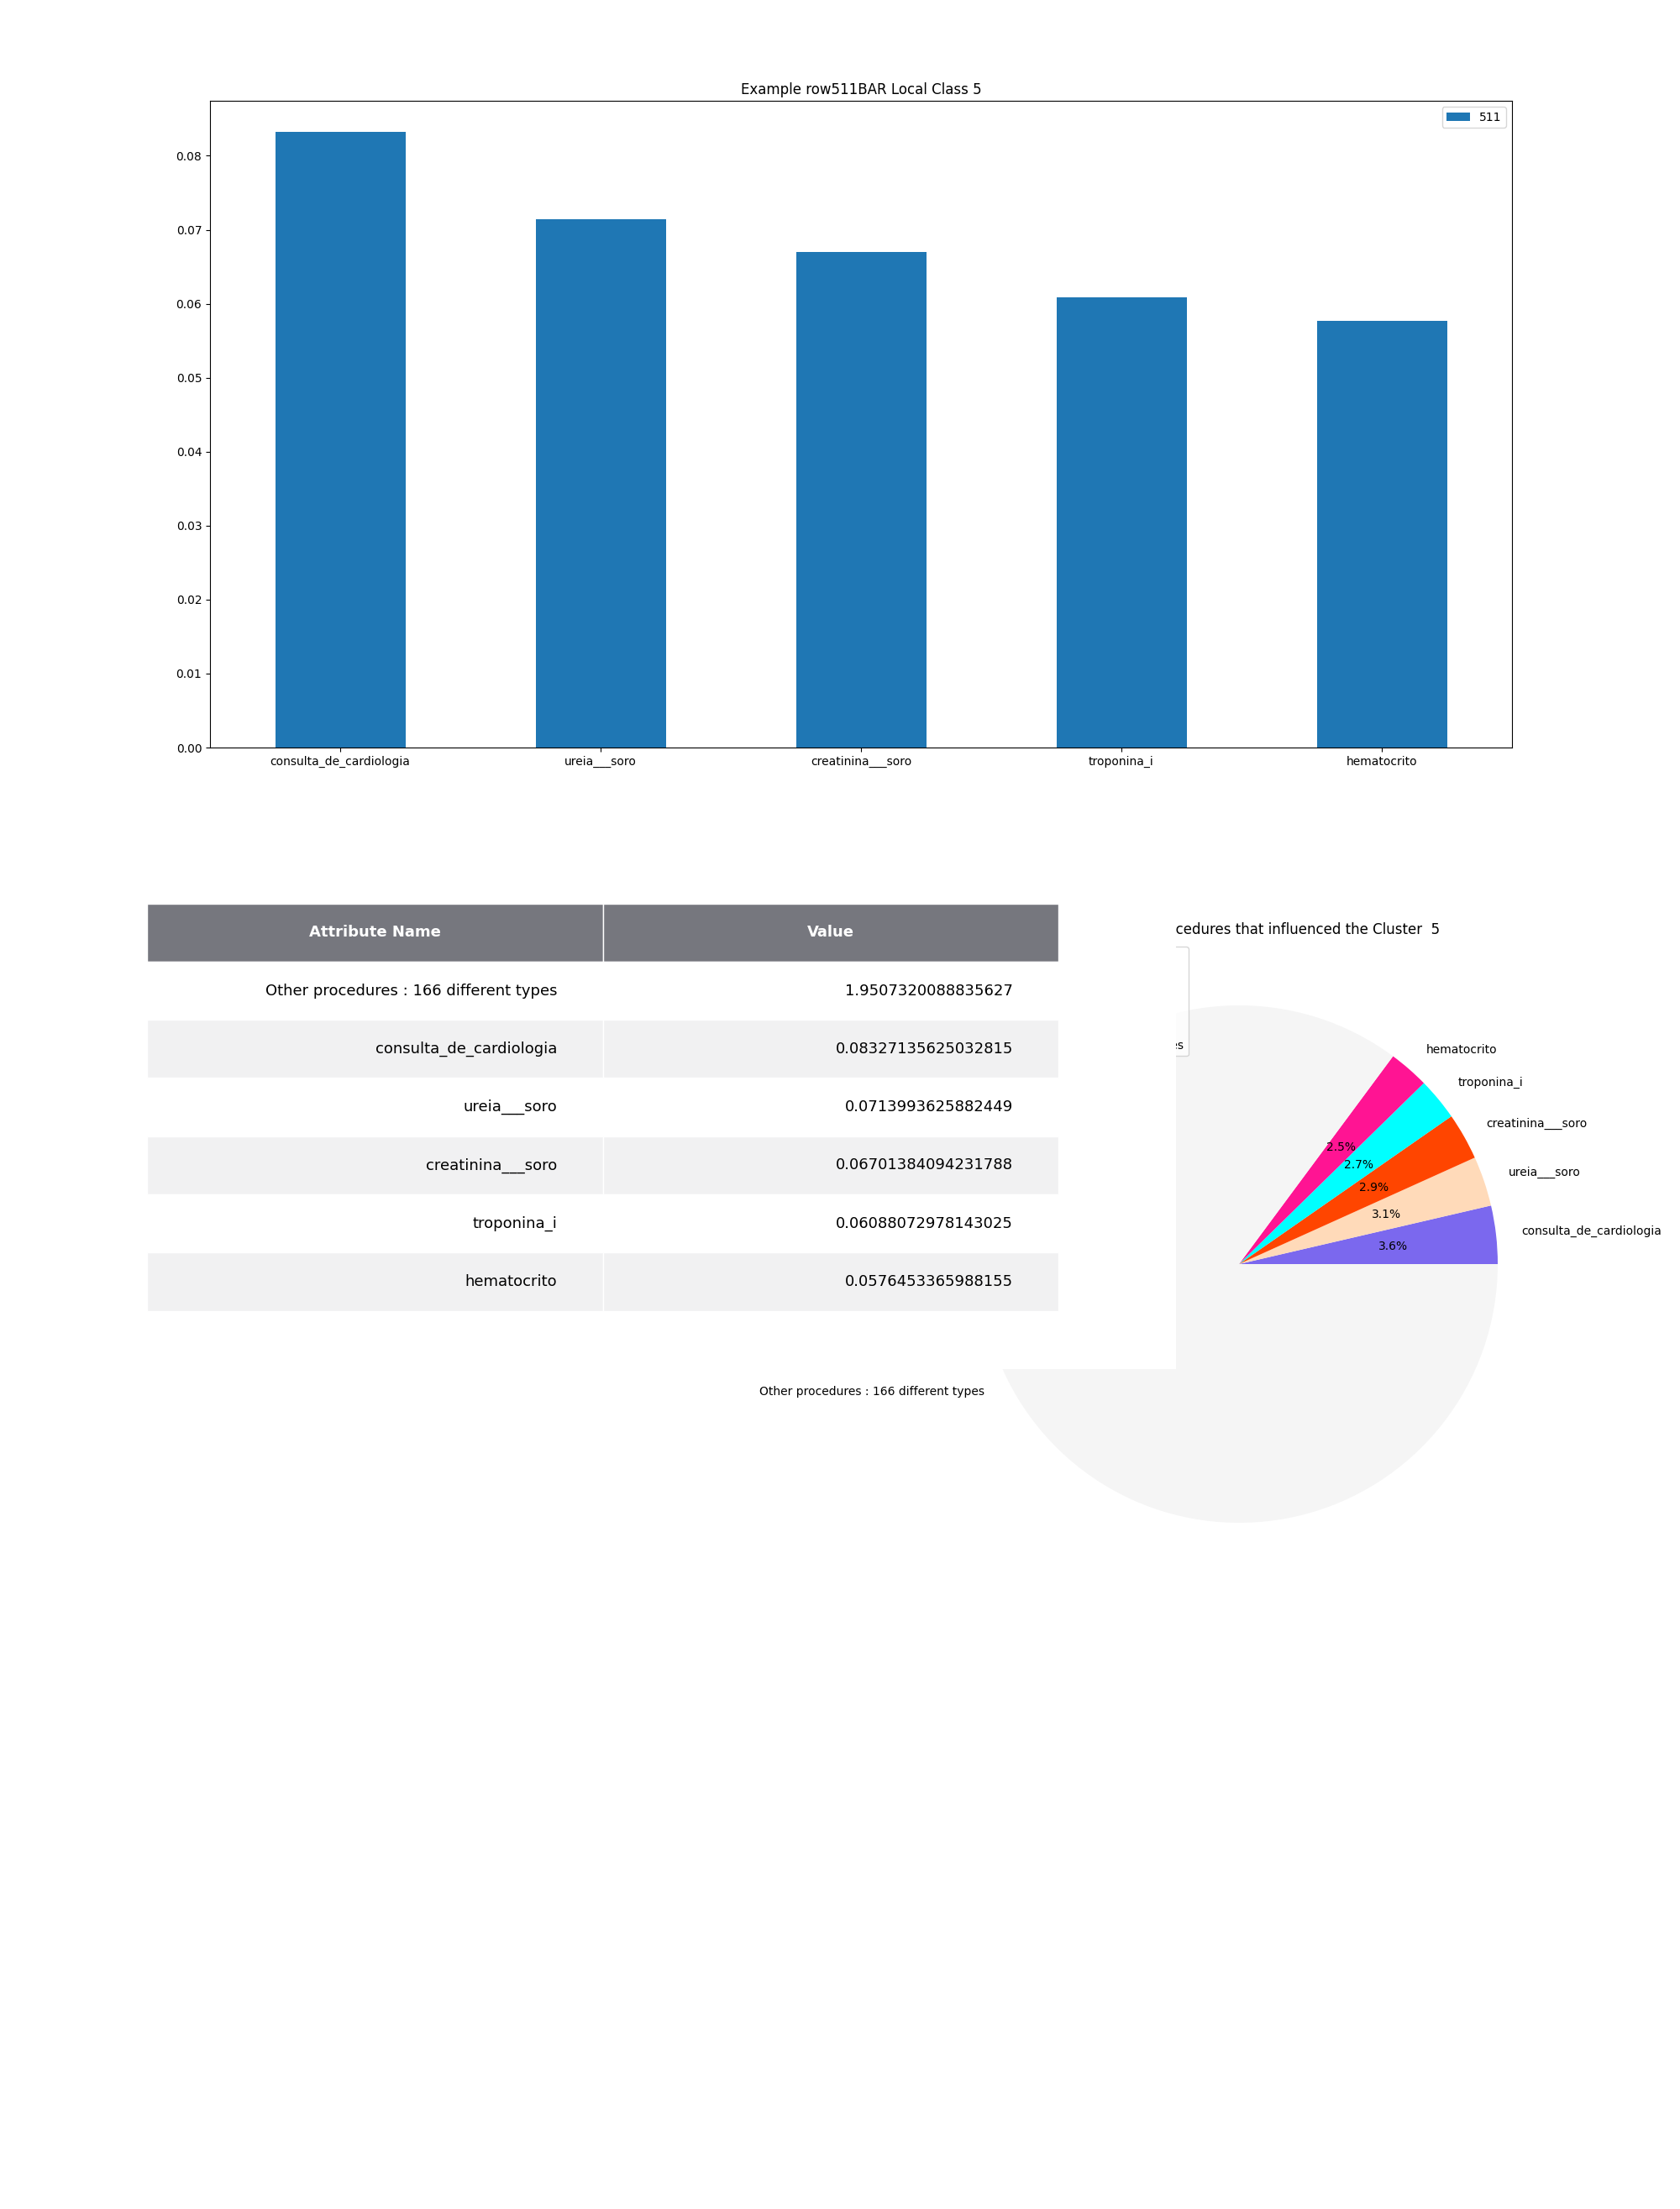 Example row511BAR Local Class 5
511
0.08
0.07
0.06
0.05
0.04
0.03
0.02
0.01
0.00
consulta_de_cardiologia
ureia___soro
creatinina___soro
troponina_i
hematocrito
Attribute Name Value
Other procedures : 166 different types 1.9507320088835627
consulta_de_cardiologia 0.08327135625032815
ureia___soro 0.0713993625882449
creatinina___soro 0.06701384094231788
troponina_i 0.06088072978143025
hematocrito 0.0576453365988155
cedures that influenced the Cluster 5
hematocrito
troponina_i
creatinina___soro
ureia___soro
consulta_de_cardiologia
2.5%
2.7%
2.9%
3.1%
3.6%
Other procedures : 166 different types